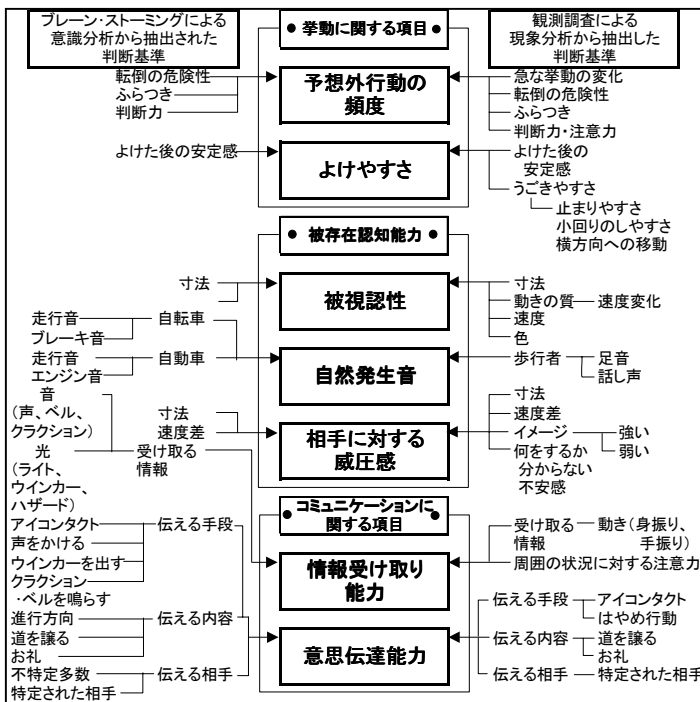 ブレーン・ストーミングによる
意識分析から抽出された
判断基準
転倒の危険性
ふらつき
判断力
よけた後の安定感
寸法
走行音
ブレーキ音
自転車
走行音
エンジン音
自動車
音
(声、ベル、
クラクション)
光
(ライト、
ウインカー、
ハザード)
寸法
速度差
受け取る
情報
アイコンタクト
声をかける
ウインカーを出す
クラクション
・ベルを鳴らす
伝える手段
進行方向
道を譲る
お礼
伝える内容
不特定多数
特定された相手
伝える相手
● 挙動に関する項目 ●
予想外行動の
頻度
よけやすさ
● 被存在認知能力 ●
被視認性
自然発生音
相手に対する
威圧感
● コミュニケーションに ●
関する項目
情報受け取り
能力
意思伝達能力
観測調査による
現象分析から抽出した
判断基準
急な挙動の変化
転倒の危険性
ふらつき
判断力・注意力
よけた後の
安定感
うごきやすさ
止まりやすさ
小回りのしやすさ
横方向への移動
寸法
動きの質 速度変化
速度
色
歩行者 足音
話し声
寸法
速度差
イメージ 強い
弱い
何をするか
分からない
不安感
受け取る 動き(身振り、
情報 手振り)
周囲の状況に対する注意力
伝える手段 アイコンタクト
はやめ行動
伝える内容 道を譲る
お礼
伝える相手 特定された相手